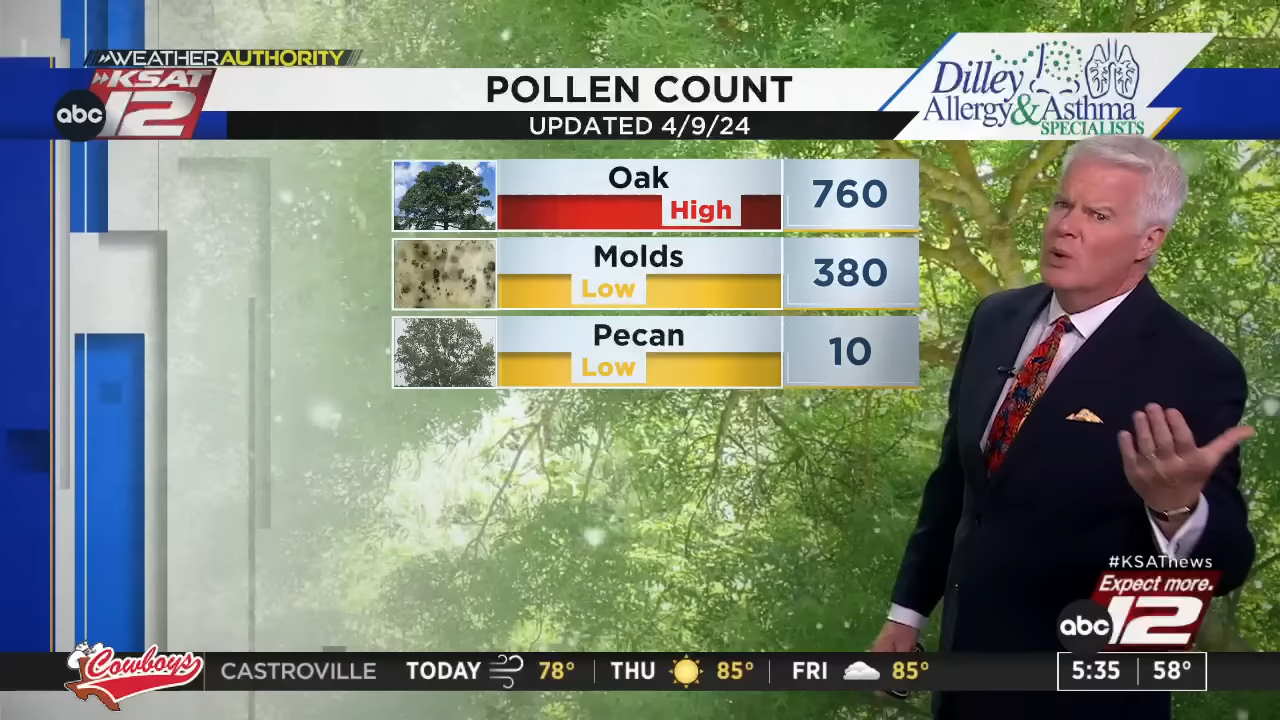 WEATHERAUTHORITY
KSAT
abc 12
POLLEN COUNT
UPDATED 4/9/24
Dilley
Allergy&Asthma
SPECIALISTS
Oak
High
760
Molds
Low
380
Pecan
Low
10
#KSATnews
Expect more.
abc 12
Cowboys
CASTROVILLE TODAY 78° THU 85° FRI 85°
5:35 58°